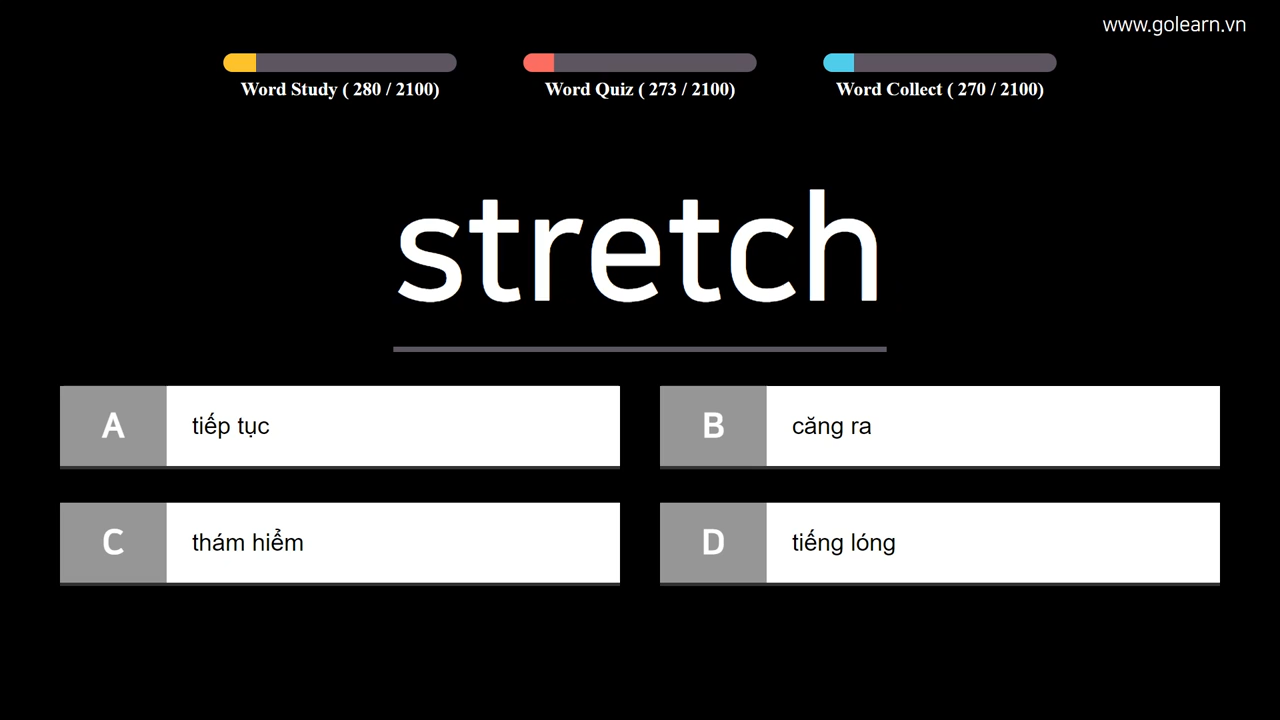 www.golearn.vn
Word Study ( 280 / 2100)
Word Quiz ( 273 / 2100)
Word Collect ( 270 / 2100)
stretch
A tiếp tục
B căng ra
C thám hiểm
D tiếng lóng